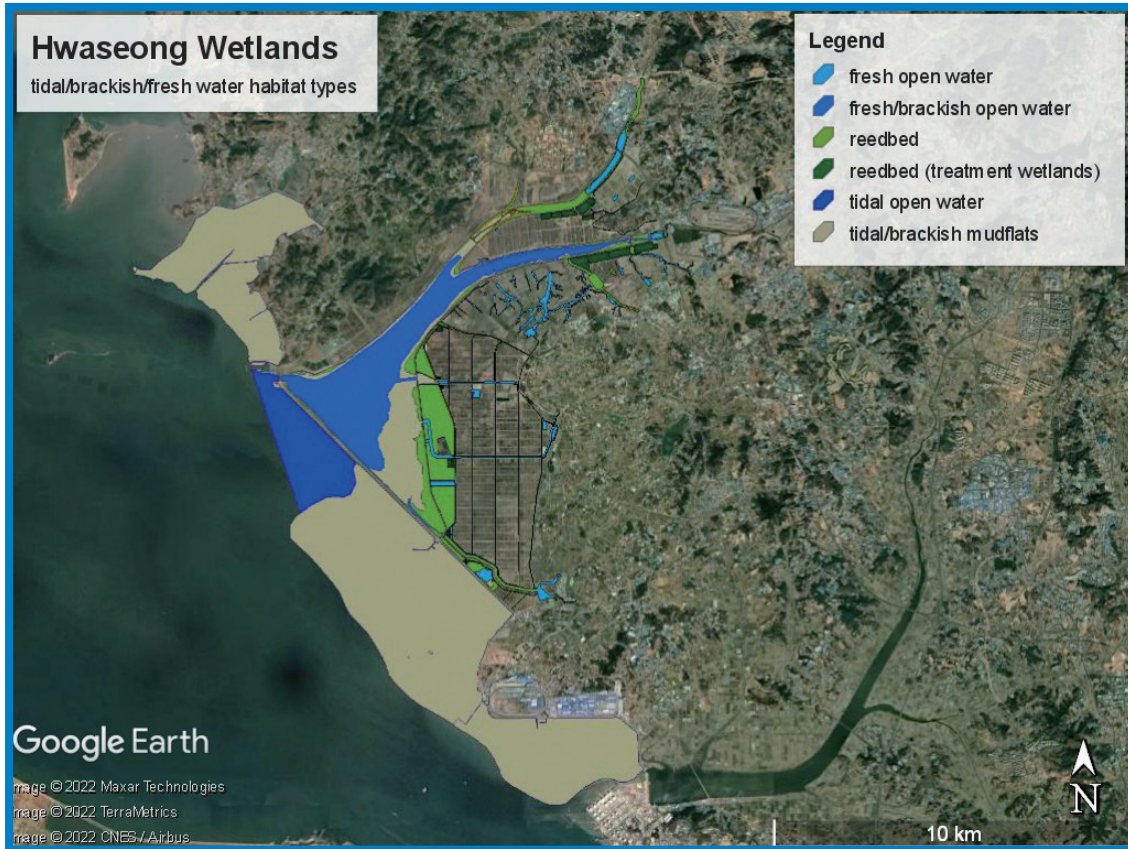 Hwaseong Wetlands
tidal/brackish/fresh water habitat types
Legend
fresh open water
fresh/brackish open water
reedbed
reedbed (treatment wetlands)
tidal open water
tidal/brackish mudflats
Google Earth
mage © 2022 Maxar Technologies
mage © 2022 TerraMetrics
mage © 2022 CNES / Airbus
N
10 km